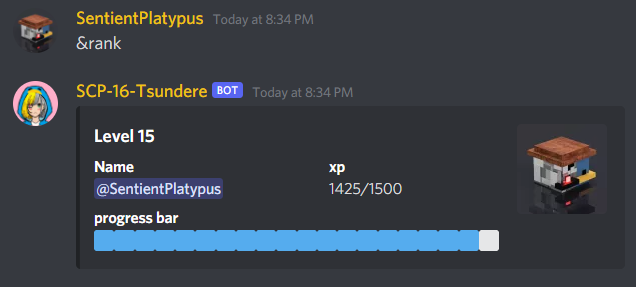 SentientPlatypus Today at 8:34 PM
&rank
SCP-16-Tsundere BOT Today at 8:34 PM
Level 15
Name xp
@SentientPlatypus 1425/1500
progress bar